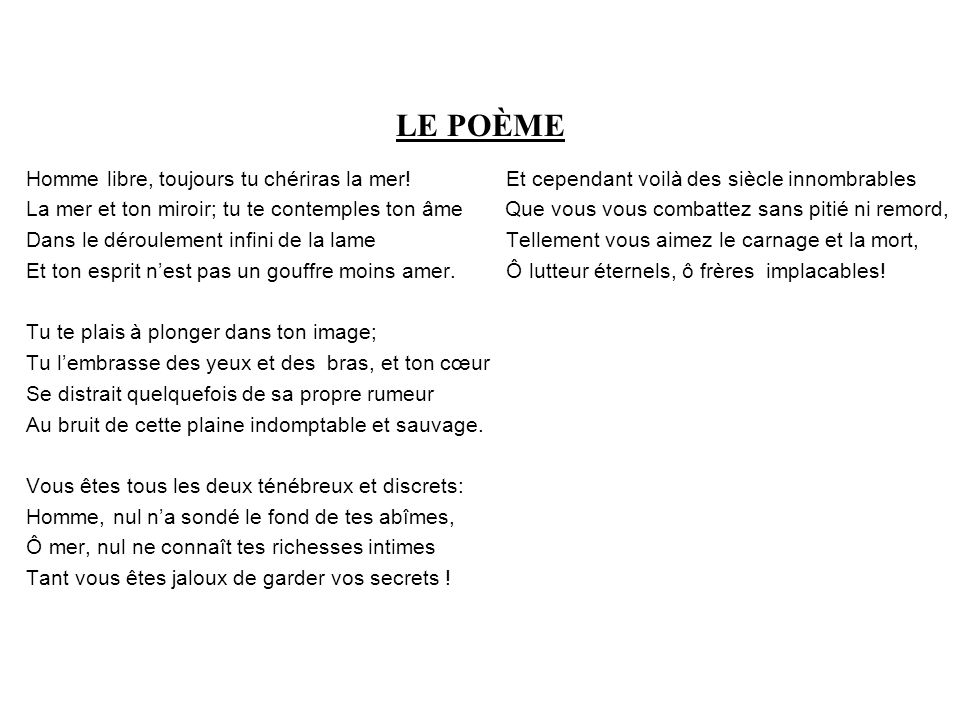 LE POÈME
Homme libre, toujours tu chériras la mer!
La mer et ton miroir; tu te contemples ton âme
Dans le déroulement infini de la lame
Et ton esprit n’est pas un gouffre moins amer.
Tu te plais à plonger dans ton image;
Tu l’embrasse des yeux et des bras, et ton cœur
Se distrait quelquefois de sa propre rumeur
Au bruit de cette plaine indomptable et sauvage.
Vous êtes tous les deux ténébreux et discrets:
Homme, nul n’a sondé le fond de tes abîmes,
Ô mer, nul ne connaît tes richesses intimes
Tant vous êtes jaloux de garder vos secrets !
Et cependant voilà des siècle innombrables
Que vous vous combattez sans pitié ni remord,
Tellement vous aimez le carnage et la mort,
Ô lutteur éternels, ô frères implacables!